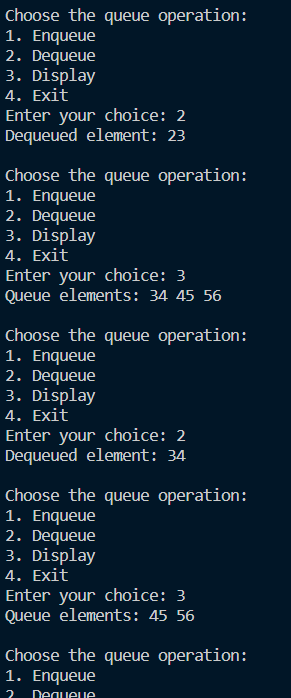 Choose the queue operation:
1. Enqueue
2. Dequeue
3. Display
4. Exit
Enter your choice: 2
Dequeued element: 23

Choose the queue operation:
1. Enqueue
2. Dequeue
3. Display
4. Exit
Enter your choice: 3
Queue elements: 34 45 56

Choose the queue operation:
1. Enqueue
2. Dequeue
3. Display
4. Exit
Enter your choice: 2
Dequeued element: 34

Choose the queue operation:
1. Enqueue
2. Dequeue
3. Display
4. Exit
Enter your choice: 3
Queue elements: 45 56

Choose the queue operation:
1. Enqueue
2. Dequeue